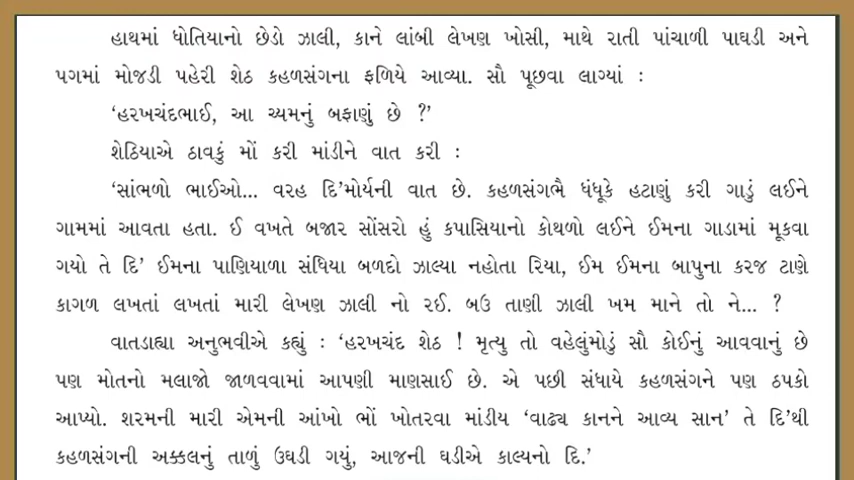 હાથમાં ધોતિયાનો છેડો ઝાલી, કાને લાંબી લેખણ ખોસી, માથે રાતી પાંચાળી પાઘડી અને
પગમાં મોજડી પહેરી શેઠ કહળસંગના ફળિયે આવ્યા. સૌ પૂછવા લાગ્યાં :
‘હરખચંદભાઈ, આ ચ્યમનું બફાણું છે ?’
શેઠિયાએ ઠાવકું મોં કરી માંડીને વાત કરી :
‘સાંભળો ભાઈઓ... વરહ દિ’મોર્યની વાત છે. કહળસંગભૈ ધંધૂકે હટાણું કરી ગાડું લઈને
ગામમાં આવતા હતા. ઈ વખતે બજાર સોંસરો હું કપાસિયાનો કોથળો લઈને ઈમના ગાડામાં મૂકવા
ગયો તે દિ’ ઈમના પાણિયાળા સંધિયા બળદો ઝાલ્યા નહોતા રિયા, ઈમ ઈમના બાપુના કરજ ટાણે
કાગળ લખતાં લખતાં મારી લેખણ ઝાલી નો રઈ. બઉ તાણી ઝાલી ખમ માને તો ને... ?
વાતડાહ્યા અનુભવીએ કહ્યું : ‘હરખચંદ શેઠ ! મૃત્યુ તો વહેલુંમોડું સૌ કોઈનું આવવાનું છે
પણ મોતનો મલાજો જાળવવામાં આપણી માણસાઈ છે. એ પછી સંધાયે કહળસંગને પણ ઠપકો
આપ્યો. શરમની મારી એમની આંખો ભોં ખોતરવા માંડીય ‘વાઢ્ય કાનને આવ્ય સાન’ તે દિ’થી
કહળસંગની અક્કલનું તાળું ઉઘડી ગયું, આજની ઘડીએ કાલ્યનો દિ.’